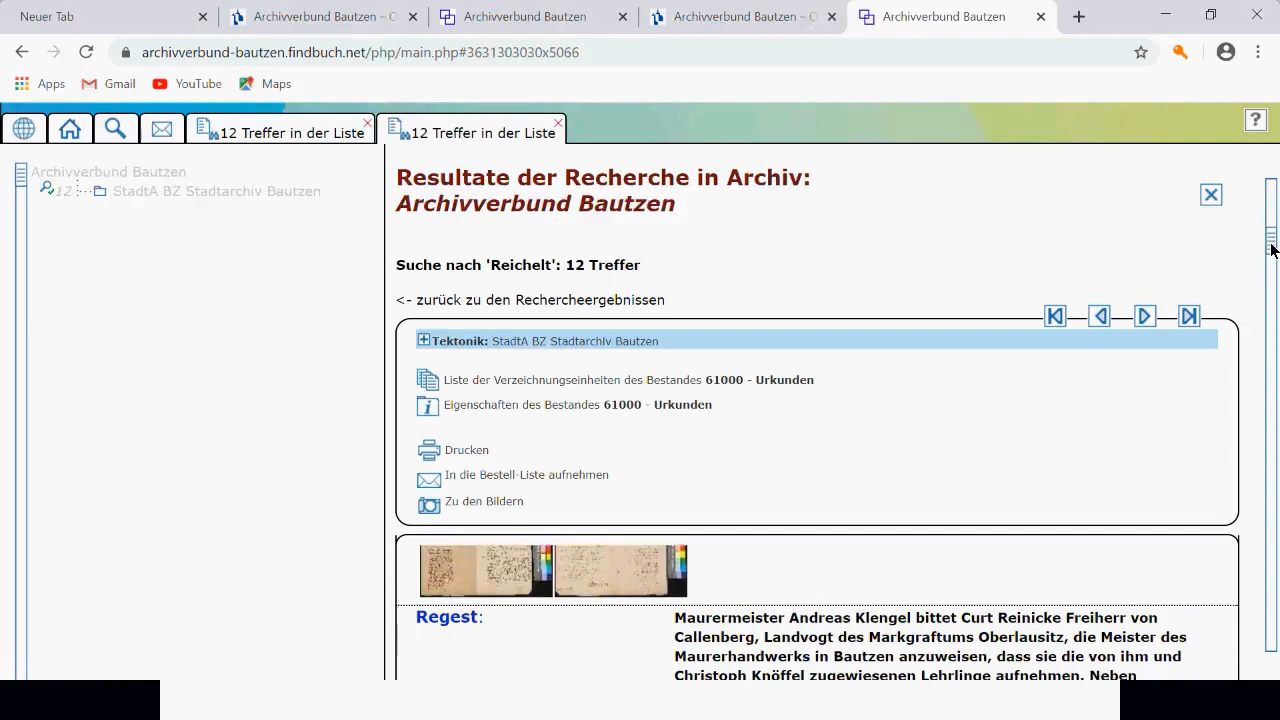 Neuer Tab
Archivverbund Bautzen – O
Archivverbund Bautzen
Archivverbund Bautzen – O
Archivverbund Bautzen
archivverbund-bautzen.findbuch.net/php/main.php#3631303030x5066
Apps
Gmail
YouTube
Maps
12 Treffer in der Liste
12 Treffer in der Liste
?
Archivverbund Bautzen
12 StadtA BZ Stadtarchiv Bautzen
Resultate der Recherche in Archiv:
Archivverbund Bautzen
Suche nach 'Reichelt': 12 Treffer
<- zurück zu den Rechercheergebnissen
Tektonik: StadtA BZ Stadtarchiv Bautzen
Liste der Verzeichnungseinheiten des Bestandes 61000 - Urkunden
Eigenschaften des Bestandes 61000 - Urkunden
Drucken
In die Bestell-Liste aufnehmen
Zu den Bildern
Regest:
Maurermeister Andreas Klengel bittet Curt Reinicke Freiherr von
Callenberg, Landvogt des Markgraftums Oberlausitz, die Meister des
Maurerhandwerks in Bautzen anzuweisen, dass sie die von ihm und
Christoph Knöffel zugewiesenen Lehrlinge aufnehmen. Neben